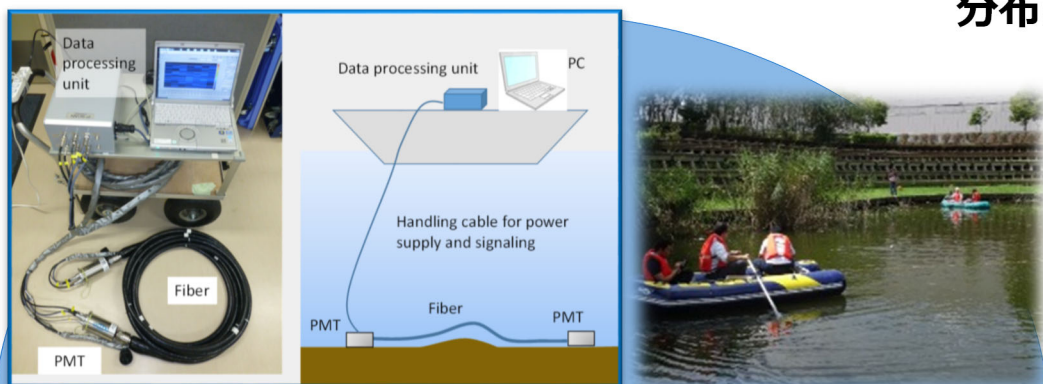 分布
Data
processing
unit
Fiber
PMT
Data processing unit
PC
Handling cable for power
supply and signaling
Fiber
PMT
PMT